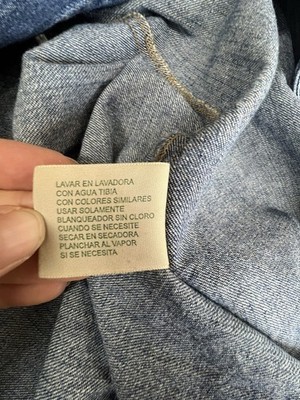 LAVAR EN LAVADORA
CON AGUA TIBIA
CON COLORES SIMILARES
USAR SOLAMENTE
BLANQUEADOR SIN CLORO
CUANDO SE NECESITE
SECAR EN SECADORA
PLANCHAR AL VAPOR
SI SE NECESITA